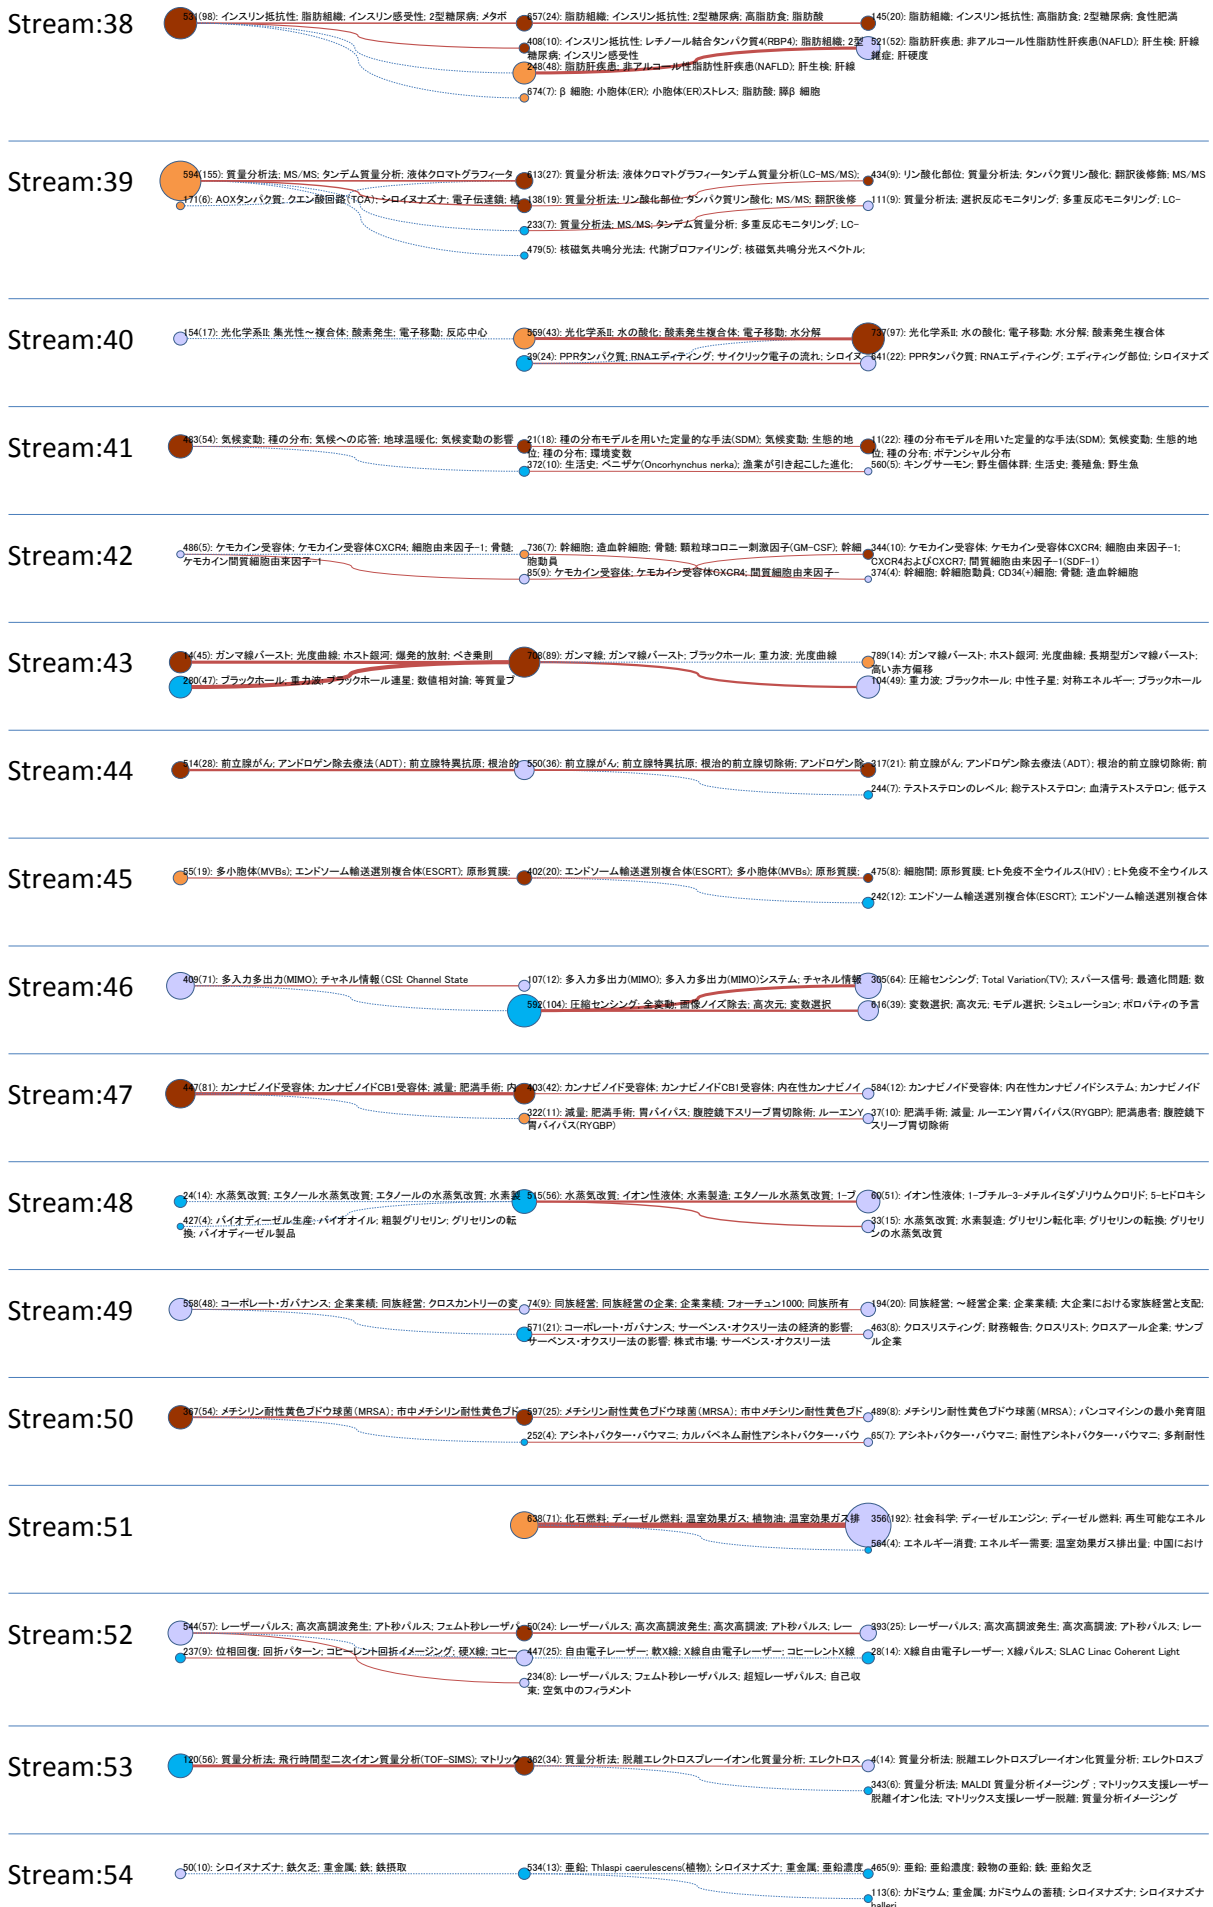 Stream:38
531(98): インスリン抵抗性; 脂肪組織; インスリン感受性; 2型糖尿病; メタボ
657(24): 脂肪組織; インスリン抵抗性; 2型糖尿病; 高脂肪食; 脂肪酸
145(20): 脂肪組織; インスリン抵抗性; 高脂肪食; 2型糖尿病; 食性肥満
408(10): インスリン抵抗性; レチノール結合タンパク質4(RBP4); 脂肪組織; 2型
糖尿病; インスリン感受性
521(52): 脂肪肝疾患; 非アルコール性脂肪性肝疾患(NAFLD); 肝生検; 肝線
維症; 肝硬度
248(48): 脂肪肝疾患; 非アルコール性脂肪性肝疾患(NAFLD); 肝生検; 肝線
674(7): β 細胞; 小胞体(ER); 小胞体(ER)ストレス; 脂肪酸; 膵β 細胞
Stream:39
594(155): 質量分析法; MS/MS; タンデム質量分析; 液体クロマトグラフィータ
613(27): 質量分析法; 液体クロマトグラフィータンデム質量分析(LC-MS/MS);
434(9): リン酸化部位; 質量分析法; タンパク質リン酸化; 翻訳後修飾; MS/MS
171(6): AOXタンパク質; クエン酸回路(TCA); シロイヌナズナ; 電子伝達鎖; 植
138(19): 質量分析法; リン酸化部位; タンパク質リン酸化; MS/MS; 翻訳後修
111(9): 質量分析法; 選択反応モニタリング; 多重反応モニタリング; LC-
233(7): 質量分析法; MS/MS; タンデム質量分析; 多重反応モニタリング; LC-
479(5): 核磁気共鳴分光法; 代謝プロファイリング; 核磁気共鳴分光スペクトル;
Stream:40
154(17): 光化学系II; 集光性～複合体; 酸素発生; 電子移動; 反応中心
559(43): 光化学系II; 水の酸化; 酸素発生複合体; 電子移動; 水分解
737(97): 光化学系II; 水の酸化; 電子移動; 水分解; 酸素発生複合体
39(24): PPRタンパク質; RNAエディティング; サイクリック電子の流れ; シロイヌ
641(22): PPRタンパク質; RNAエディティング; エディティング部位; シロイヌナズ
Stream:41
483(54): 気候変動; 種の分布; 気候への応答; 地球温暖化; 気候変動の影響
21(18): 種の分布モデルを用いた定量的な手法(SDM); 気候変動; 生態的地
位; 種の分布; 環境変数
11(22): 種の分布モデルを用いた定量的な手法(SDM); 気候変動; 生態的地
位; 種の分布; ポテンシャル分布
372(10): 生活史; ベニザケ(Oncorhynchus nerka); 漁業が引き起こした進化;
560(5): キングサーモン; 野生個体群; 生活史; 養殖魚; 野生魚
Stream:42
486(5): ケモカイン受容体; ケモカイン受容体CXCR4; 細胞由来因子-1; 骨髄;
ケモカイン間質細胞由来因子-1
736(7): 幹細胞; 造血幹細胞; 骨髄; 顆粒球コロニー刺激因子(GM-CSF); 幹細
胞動員
344(10): ケモカイン受容体; ケモカイン受容体CXCR4; 細胞由来因子-1;
CXCR4およびCXCR7; 間質細胞由来因子-1(SDF-1)
85(9): ケモカイン受容体; ケモカイン受容体CXCR4; 間質細胞由来因子-
374(4): 幹細胞; 幹細胞動員; CD34(+)細胞; 骨髄; 造血幹細胞
Stream:43
14(45): ガンマ線バースト; 光度曲線; ホスト銀河; 爆発的放射; べき乗則
708(89): ガンマ線; ガンマ線バースト; ブラックホール; 重力波; 光度曲線
789(14): ガンマ線バースト; ホスト銀河; 光度曲線; 長期型ガンマ線バースト;
高い赤方偏移
280(47): ブラックホール; 重力波; ブラックホール連星; 数値相対論; 等質量ブ
104(49): 重力波; ブラックホール; 中性子星; 対称エネルギー; ブラックホール
Stream:44
514(28): 前立腺がん; アンドロゲン除去療法(ADT); 前立腺特異抗原; 根治的
550(36): 前立腺がん; 前立腺特異抗原; 根治的前立腺切除術; アンドロゲン除
317(21): 前立腺がん; アンドロゲン除去療法(ADT); 根治的前立腺切除術; 前
244(7): テストステロンのレベル; 総テストステロン; 血清テストステロン; 低テス
Stream:45
55(19): 多小胞体(MVBs); エンドソーム輸送選別複合体(ESCRT); 原形質膜;
402(20): エンドソーム輸送選別複合体(ESCRT); 多小胞体(MVBs); 原形質膜;
475(8): 細胞間; 原形質膜; ヒト免疫不全ウイルス(HIV) ; ヒト免疫不全ウイルス
242(12): エンドソーム輸送選別複合体(ESCRT); エンドソーム輸送選別複合体
Stream:46
409(71): 多入力多出力(MIMO); チャネル情報(CSI: Channel State
107(12): 多入力多出力(MIMO); 多入力多出力(MIMO)システム; チャネル情報
305(64): 圧縮センシング; Total Variation(TV); スパース信号; 最適化問題; 数
592(104): 圧縮センシング; 全変動; 画像ノイズ除去; 高次元; 変数選択
616(39): 変数選択; 高次元; モデル選択; シミュレーション; ポロパティの予言
Stream:47
447(81): カンナビノイド受容体; カンナビノイドCB1受容体; 減量; 肥満手術; 内
403(42): カンナビノイド受容体; カンナビノイドCB1受容体; 内在性カンナビノイ
584(12): カンナビノイド受容体; 内在性カンナビノイドシステム; カンナビノイド
322(11): 減量; 肥満手術; 胃バイパス; 腹腔鏡下スリーブ胃切除術; ルーエンY
胃バイパス(RYGBP)
37(10): 肥満手術; 減量; ルーエンY胃バイパス(RYGBP); 肥満患者; 腹腔鏡下
スリーブ胃切除術
Stream:48
24(14): 水蒸気改質; エタノール水蒸気改質; エタノールの水蒸気改質; 水素製
515(56): 水蒸気改質; イオン性液体; 水素製造; エタノール水蒸気改質; 1-ブ
60(51): イオン性液体; 1-ブチル-3-メチルイミダゾリウムクロリド; 5-ヒドロキシ
427(4): バイオディーゼル生産; バイオオイル; 粗製グリセリン; グリセリンの転
換; バイオディーゼル製品
33(15): 水蒸気改質; 水素製造; グリセリン転化率; グリセリンの転換; グリセリ
ンの水蒸気改質
Stream:49
558(48): コーポレート・ガバナンス; 企業業績; 同族経営; クロスカントリーの変
74(9): 同族経営; 同族経営の企業; 企業業績; フォーチュン1000; 同族所有
194(20): 同族経営; ～経営企業; 企業業績; 大企業における家族経営と支配;
571(21): コーポレート・ガバナンス; サーベンス・オクスリー法の経済的影響;
サーベンス・オクスリー法の影響; 株式市場; サーベンス・オクスリー法
463(8): クロスリスティング; 財務報告; クロスリスト; クロスアール企業; サンプ
ル企業
Stream:50
367(54): メチシリン耐性黄色ブドウ球菌(MRSA); 市中メチシリン耐性黄色ブド
597(25): メチシリン耐性黄色ブドウ球菌(MRSA); 市中メチシリン耐性黄色ブド
489(8): メチシリン耐性黄色ブドウ球菌(MRSA); バンコマイシンの最小発育阻
252(4): アシネトバクター・バウマニ; カルバペネム耐性アシネトバクター・バウ
65(7): アシネトバクター・バウマニ; 耐性アシネトバクター・バウマニ; 多剤耐性
Stream:51
638(71): 化石燃料; ディーゼル燃料; 温室効果ガス; 植物油; 温室効果ガス排
356(192): 社会科学; ディーゼルエンジン; ディーゼル燃料; 再生可能なエネル
564(4): エネルギー消費; エネルギー需要; 温室効果ガス排出量; 中国におけ
Stream:52
544(57): レーザーパルス; 高次高調波発生; アト秒パルス; フェムト秒レーザパ
50(24): レーザーパルス; 高次高調波発生; 高次高調波; アト秒パルス; レー
393(25): レーザーパルス; 高次高調波発生; 高次高調波; アト秒パルス; レー
237(9): 位相回復; 回折パターン; コヒーレント回折イメージング; 硬X線; コヒー
447(25): 自由電子レーザー; 軟X線; X線自由電子レーザー; コヒーレントX線
28(14): X線自由電子レーザー; X線パルス; SLAC Linac Coherent Light
234(8): レーザーパルス; フェムト秒レーザパルス; 超短レーザパルス; 自己収
束; 空気中のフィラメント
Stream:53
120(56): 質量分析法; 飛行時間型二次イオン質量分析(TOF-SIMS); マトリック
362(34): 質量分析法; 脱離エレクトロスプレーイオン化質量分析; エレクトロス
4(14): 質量分析法; 脱離エレクトロスプレーイオン化質量分析; エレクトロスプ
343(6): 質量分析法; MALDI 質量分析イメージング ; マトリックス支援レーザー
脱離イオン化法; マトリックス支援レーザー脱離; 質量分析イメージング
Stream:54
50(10): シロイヌナズナ; 鉄欠乏; 重金属; 鉄; 鉄摂取
534(13): 亜鉛; Thlaspi caerulescens(植物); シロイヌナズナ; 重金属; 亜鉛濃度
465(9): 亜鉛; 亜鉛濃度; 穀物の亜鉛; 鉄; 亜鉛欠乏
113(6): カドミウム; 重金属; カドミウムの蓄積; シロイヌナズナ; シロイヌナズナ
halleri